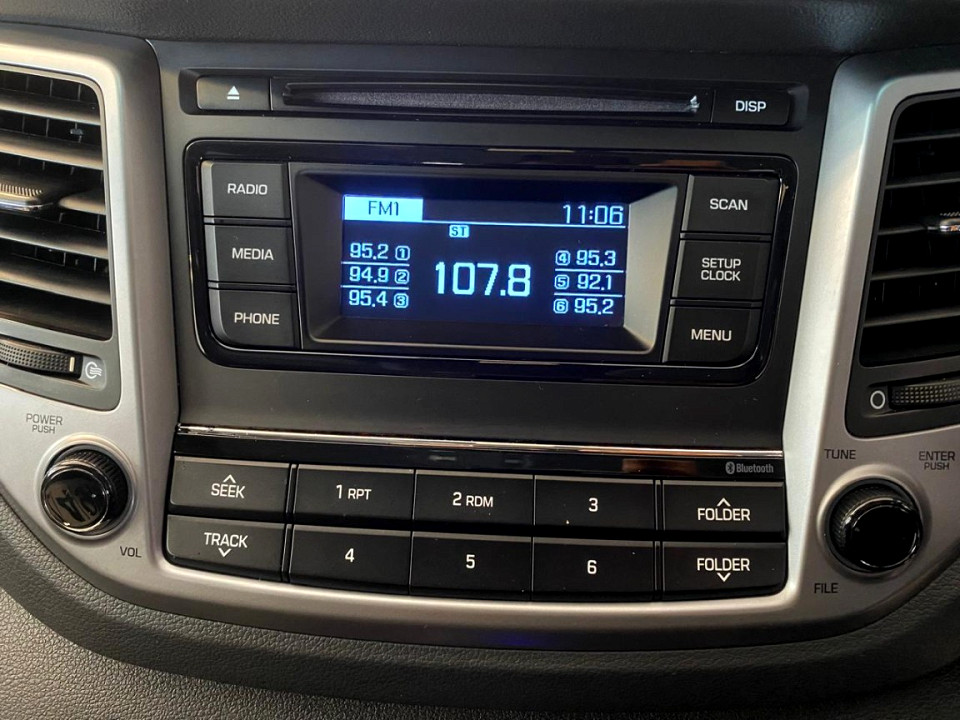 DISP
RADIO
MEDIA
PHONE
FM1 11:06
ST
95.2 1
94.9 2
95.4 3
107.8
4 95.3
5 92.1
6 95.2
SCAN
SETUP
CLOCK
MENU
POWER
PUSH
VOL
Bluetooth
SEEK
1 RPT
2 RDM
3
FOLDER
TRACK
4
5
6
FOLDER
TUNE
ENTER
PUSH
FILE